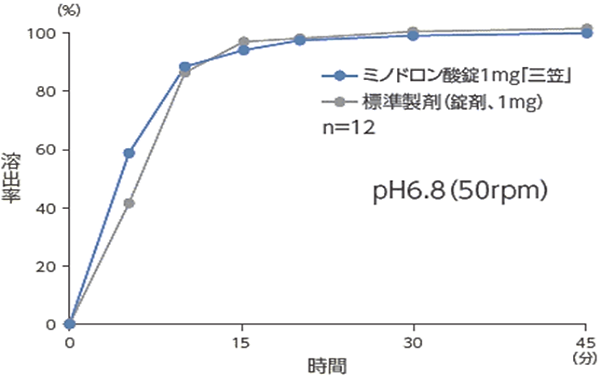 (%)
100
80
60
40
20
0
溶出率
ミノドロン酸錠1mg「三笠」
標準製剤(錠剤、1mg)
n=12
pH6.8(50rpm)
0
15
30
45
(分)
時間